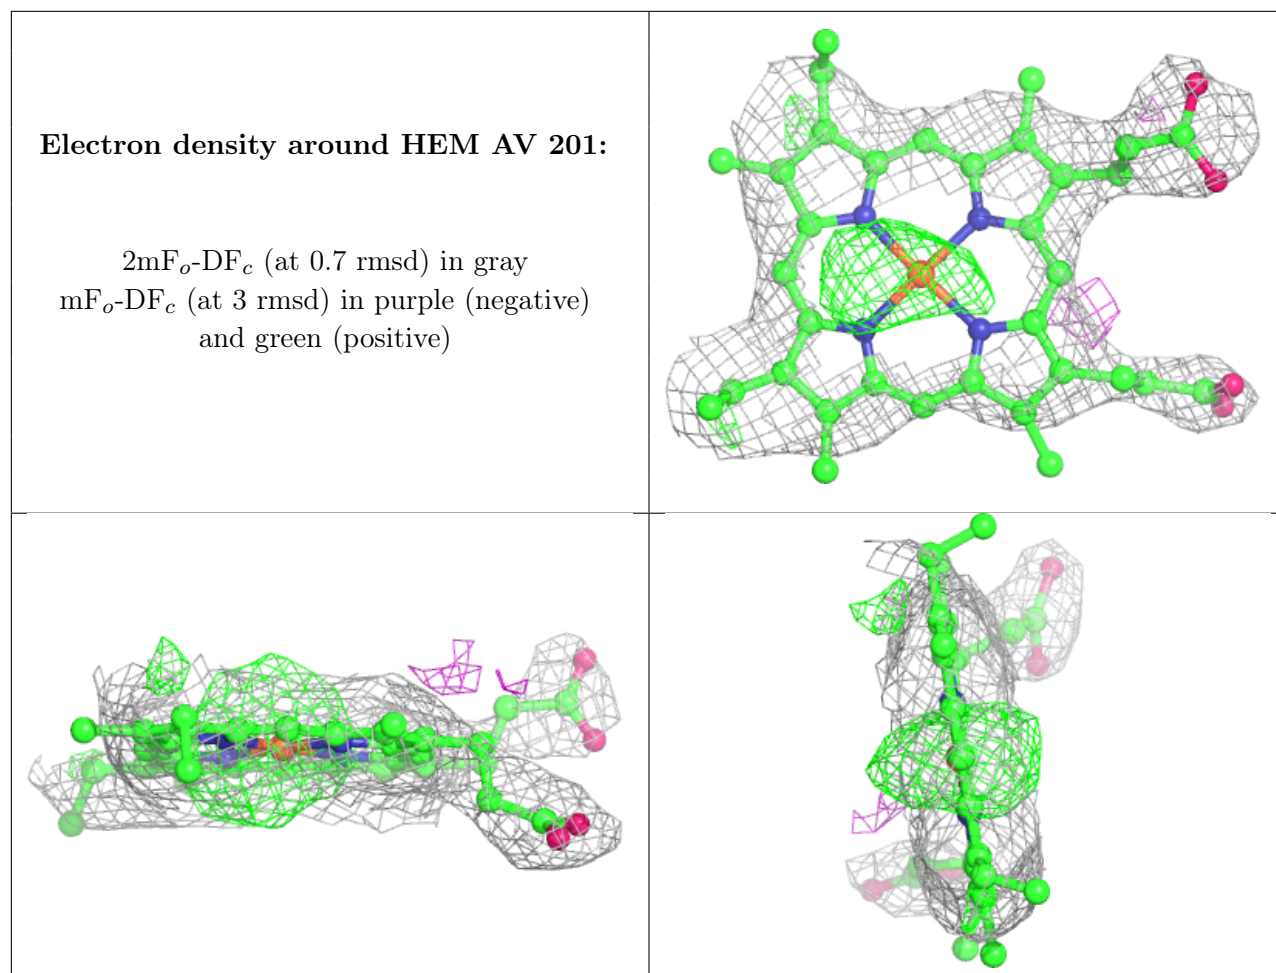 Electron density around HEM AV 201:
2mFo-DFc (at 0.7 rmsd) in gray
mFo-DFc (at 3 rmsd) in purple (negative)
and green (positive)